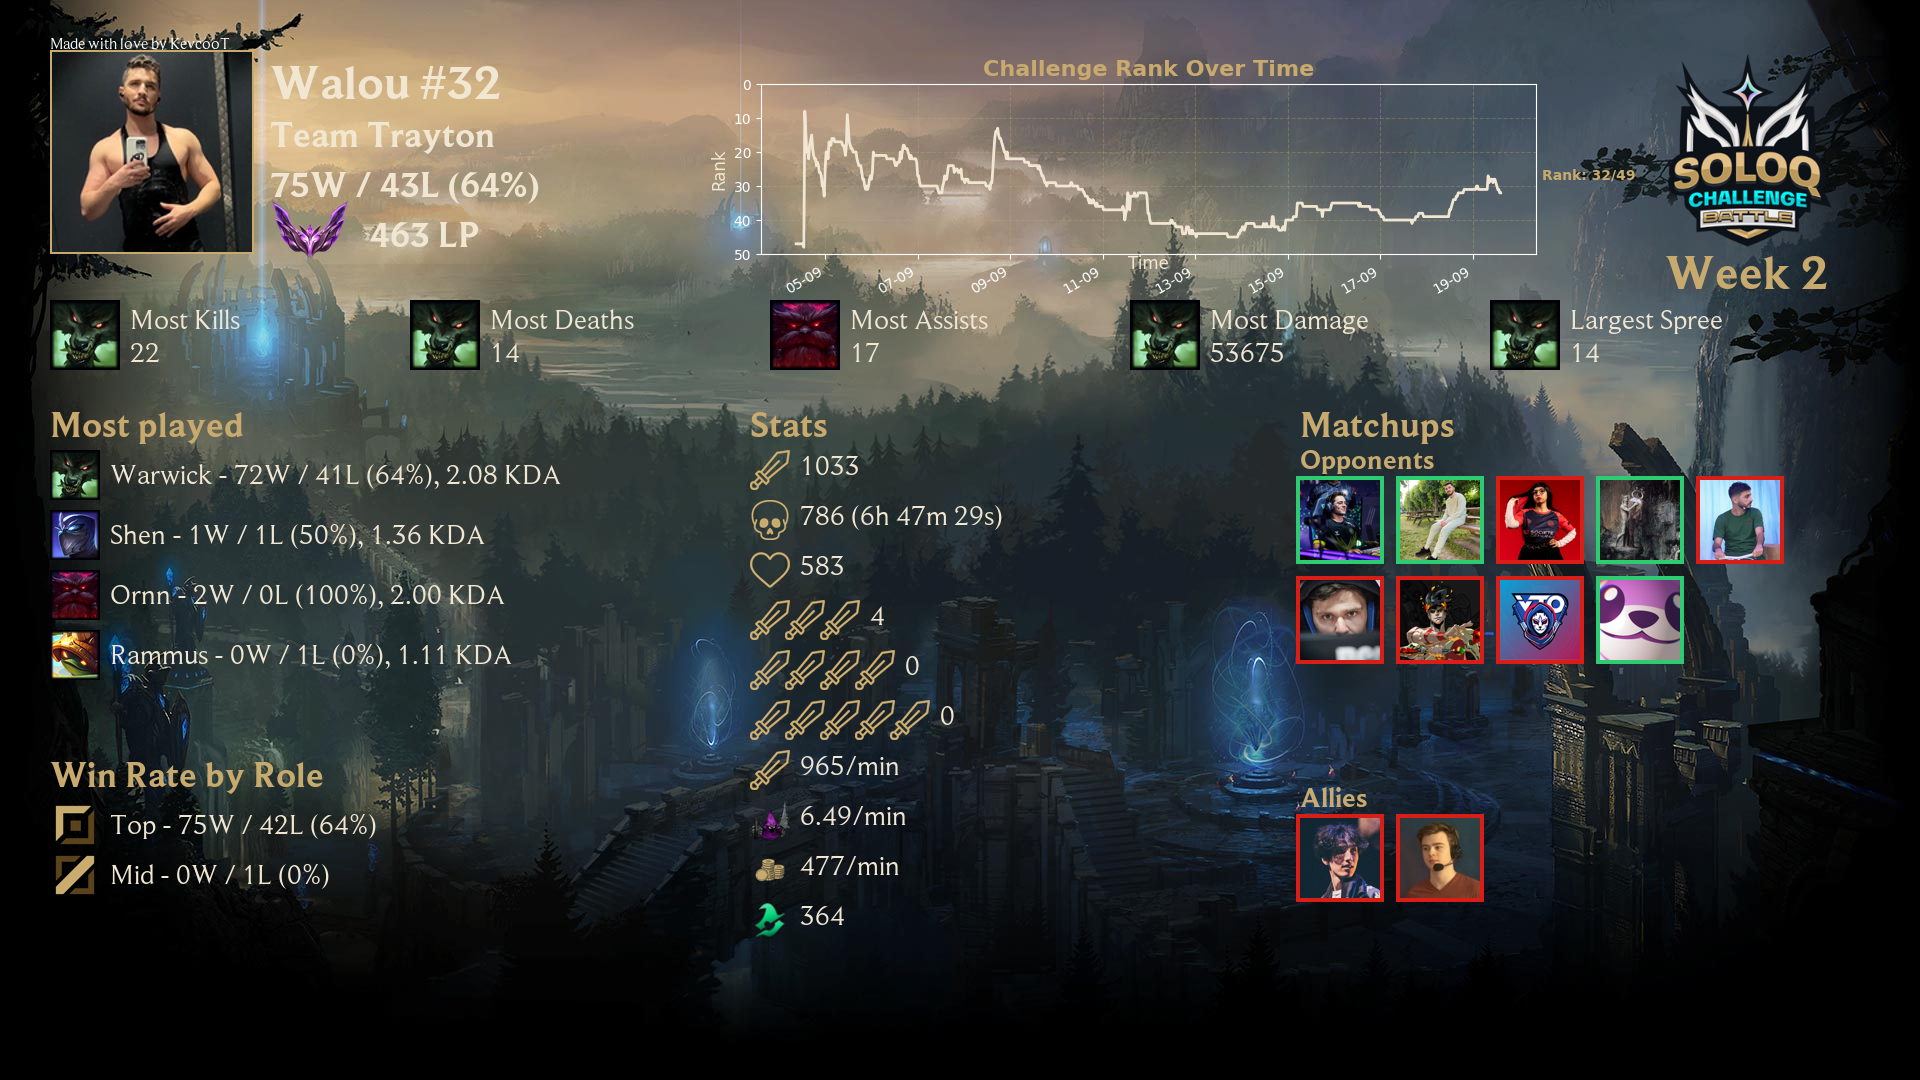 Made with love by KevcooT
Walou #32
Team Trayton
75W / 43L (64%)
463 LP
Challenge Rank Over Time
Rank
0
10
20
30
40
50
05-09
07-09
09-09
11-09
13-09
15-09
17-09
19-09
Time
Rank: 32/49
SOLOQ
CHALLENGE
BATTLE
Week 2
Most Kills
22
Most Deaths
14
Most Assists
17
Most Damage
53675
Largest Spree
14
Most played
Warwick - 72W / 41L (64%), 2.08 KDA
Shen - 1W / 1L (50%), 1.36 KDA
Ornn - 2W / 0L (100%), 2.00 KDA
Rammus - 0W / 1L (0%), 1.11 KDA
Win Rate by Role
Top - 75W / 42L (64%)
Mid - 0W / 1L (0%)
Stats
1033
786 (6h 47m 29s)
583
4
0
0
965/min
6.49/min
477/min
364
Matchups
Opponents
VTO
Allies